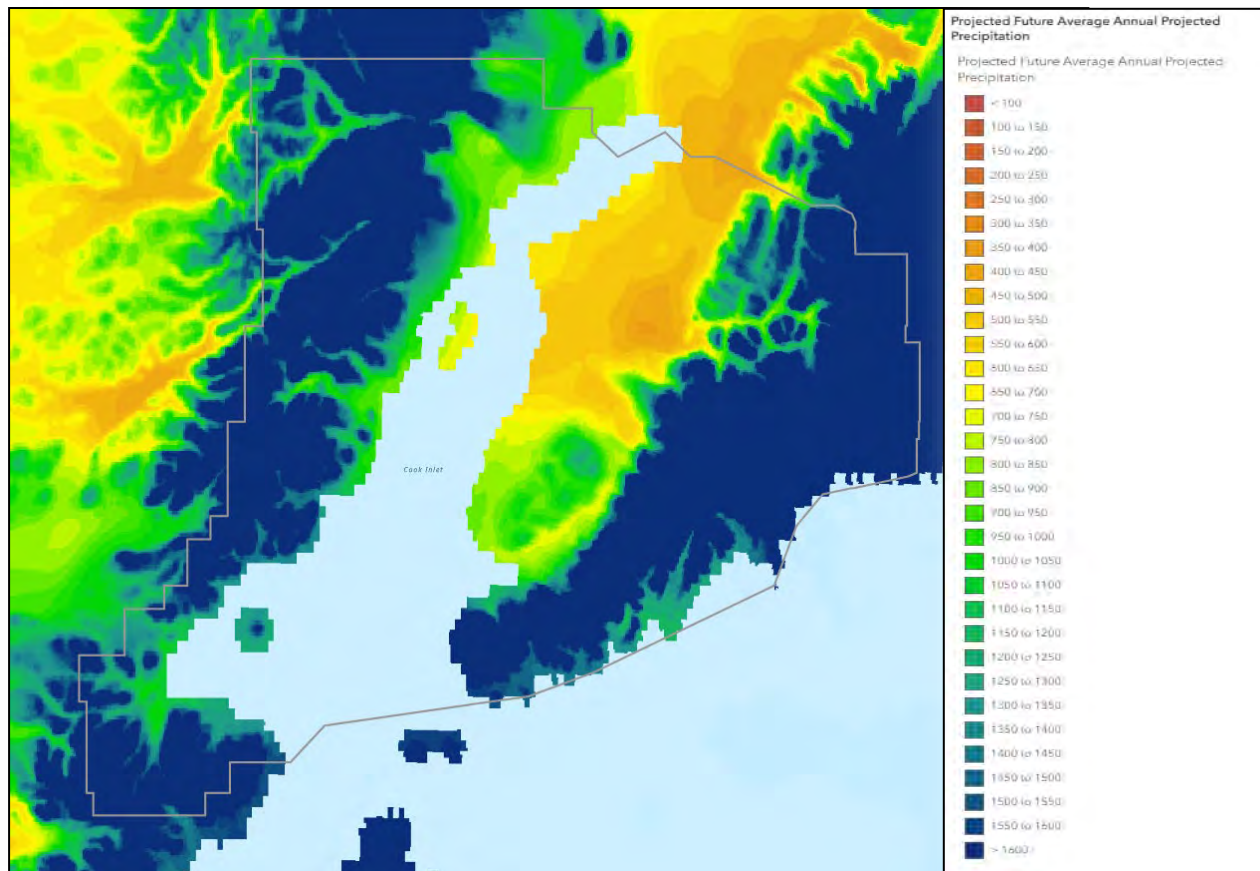 Projected Future Average Annual Projected
Precipitation
Projected Future Average Annual Projected
Precipitation
< 100
100 to 150
150 to 200
200 to 250
250 to 300
300 to 350
350 to 400
400 to 450
450 to 500
500 to 550
550 to 600
600 to 650
650 to 700
700 to 750
750 to 800
800 to 850
850 to 900
900 to 950
950 to 1000
1000 to 1050
1050 to 1100
1100 to 1150
1150 to 1200
1200 to 1250
1250 to 1300
1300 to 1350
1350 to 1400
1400 to 1450
1450 to 1500
1500 to 1550
1550 to 1600
> 1600
Cook Inlet